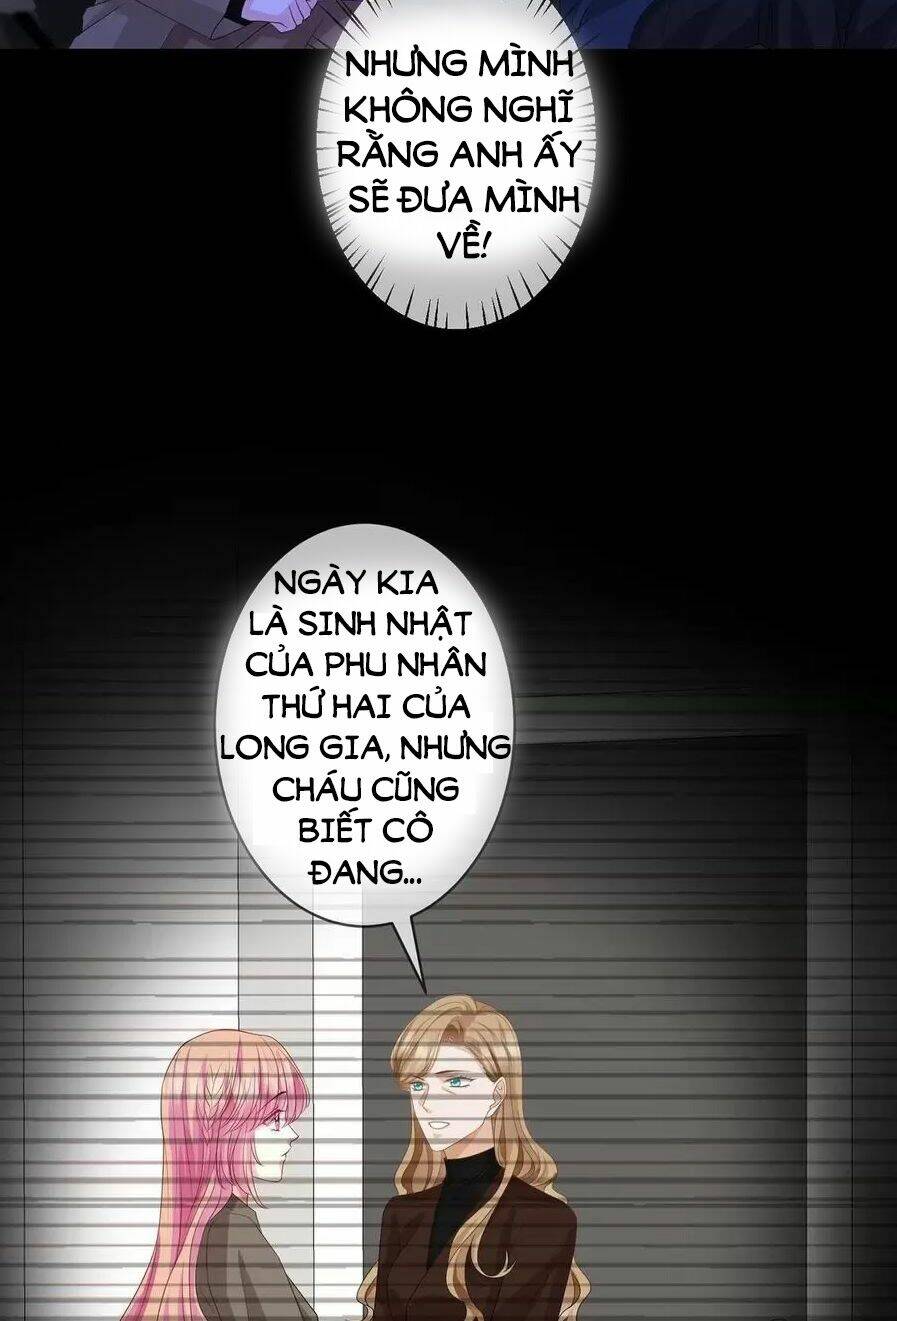 NHƯNG MÌNH
KHÔNG NGHĨ
RẰNG ANH ẤY
SẼ ĐƯA MÌNH
VỀ!
NGÀY KIA
LÀ SINH NHẬT
CỦA PHU NHÂN
THỨ HAI CỦA
LONG GIA, NHƯNG
CHÁU CŨNG
BIẾT CÔ
ĐANG...